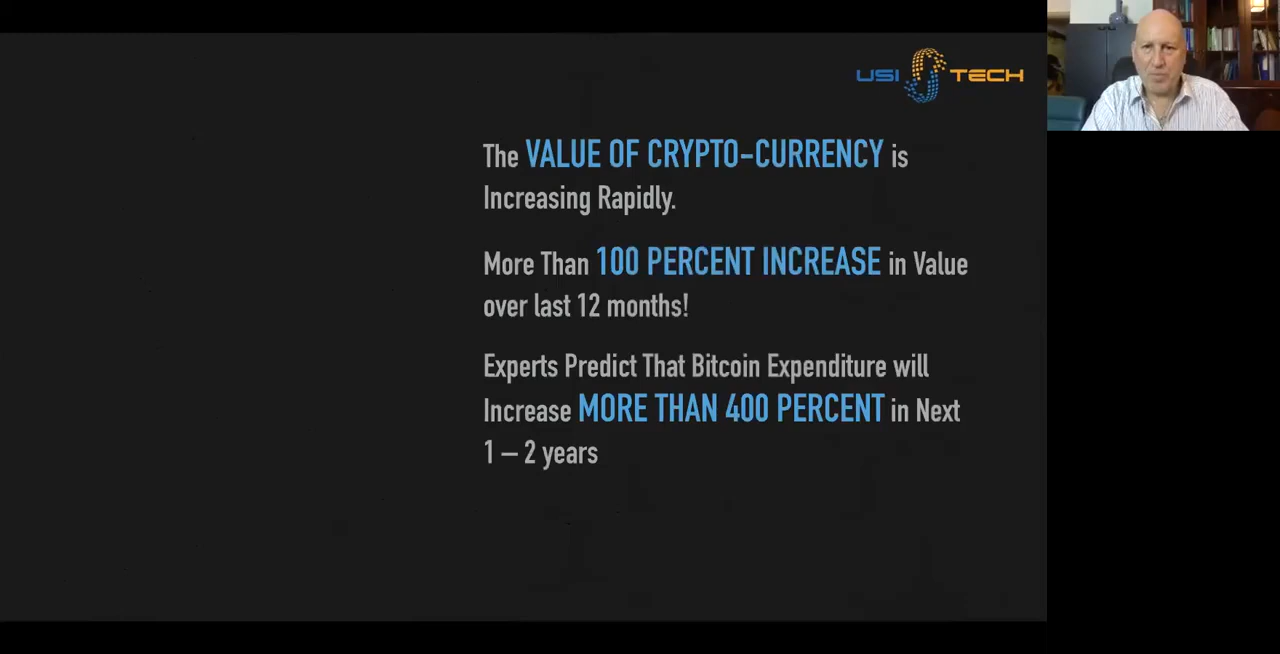 USI TECH
The VALUE OF CRYPTO-CURRENCY is
Increasing Rapidly.
More Than 100 PERCENT INCREASE in Value
over last 12 months!
Experts Predict That Bitcoin Expenditure will
Increase MORE THAN 400 PERCENT in Next
1 – 2 years